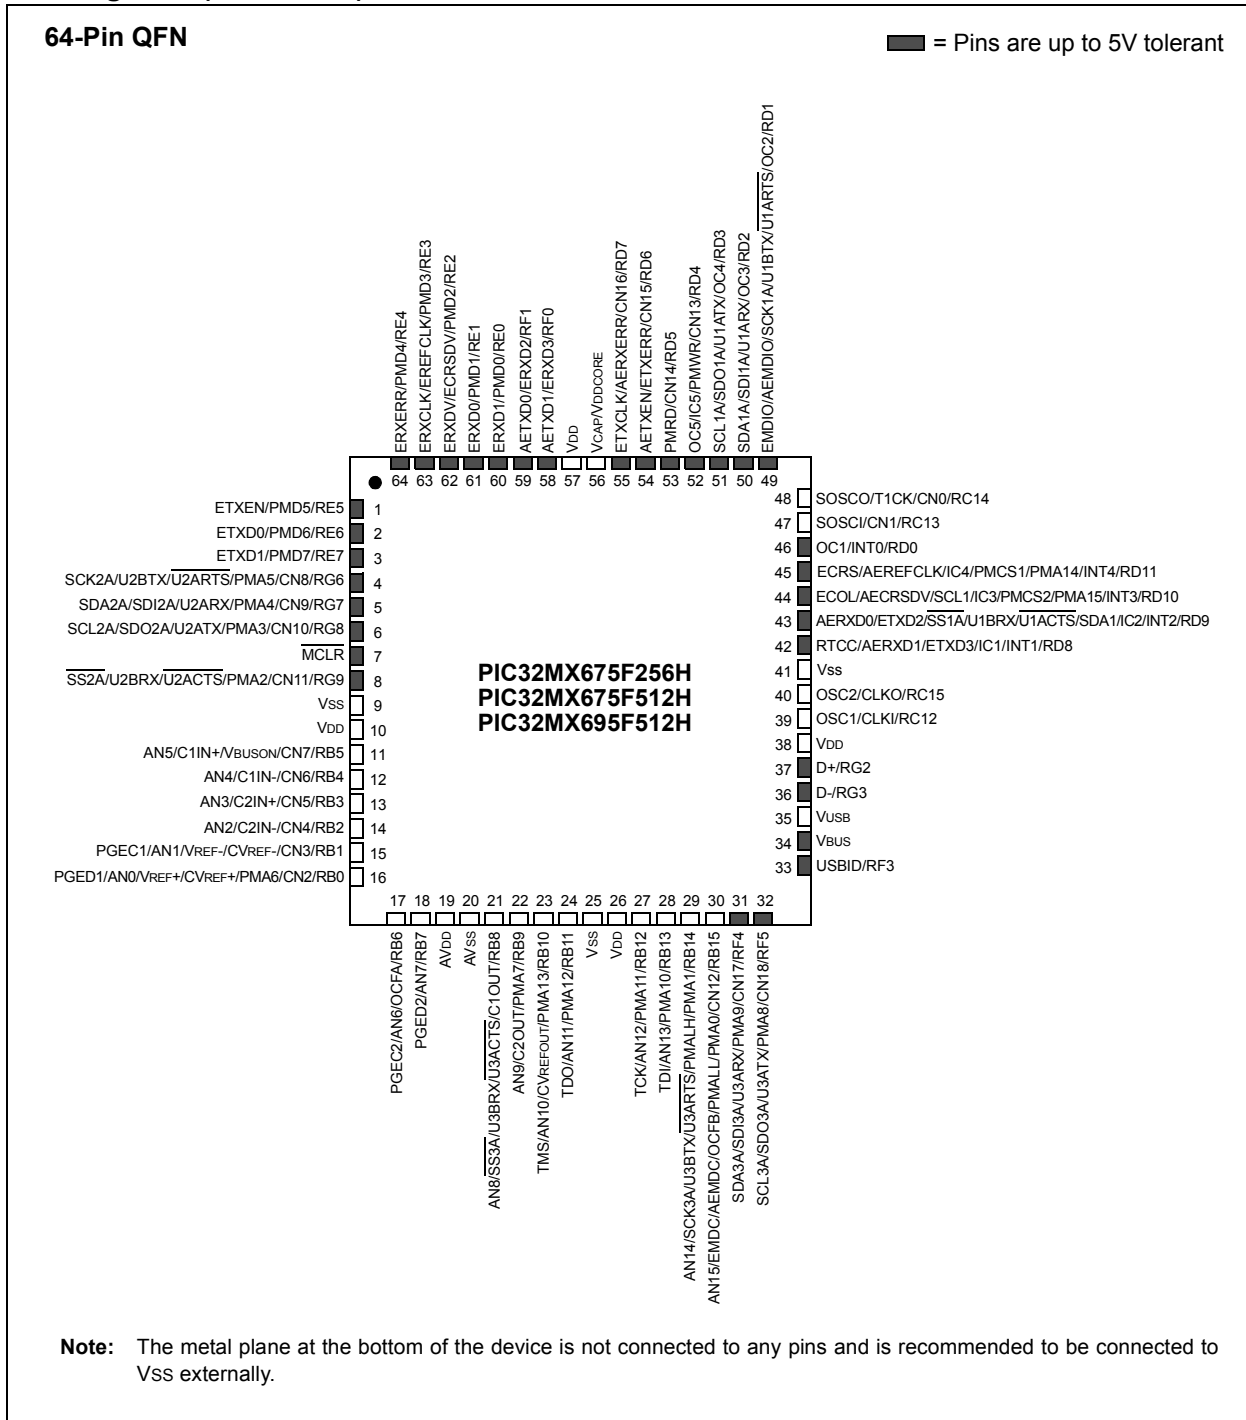 64-Pin QFN
= Pins are up to 5V tolerant
ERXERR/PMD4/RE4
ERXCLK/EREFCLK/PMD3/RE3
ERXDV/ECRSDV/PMD2/RE2
ERXD0/PMD1/RE1
ERXD1/PMD0/RE0
AETXD0/ERXD2/RF1
AETXD1/ERXD3/RF0
VDD
VCAP/VDDCORE
ETXCLK/AERXERR/CN16/RD7
AETXEN/ETXERR/CN15/RD6
PMRD/CN14/RD5
OC5/IC5/PMWR/CN13/RD4
SCL1A/SDO1A/U1ATX/OC4/RD3
SDA1A/SDI1A/U1ARX/OC3/RD2
EMDIO/AEMDIO/SCK1A/U1BTX/U1ARTS/OC2/RD1
64 63 62 61 60 59 58 57 56 55 54 53 52 51 50 49
ETXEN/PMD5/RE5 1
ETXD0/PMD6/RE6 2
ETXD1/PMD7/RE7 3
SCK2A/U2BTX/U2ARTS/PMA5/CN8/RG6 4
SDA2A/SDI2A/U2ARX/PMA4/CN9/RG7 5
SCL2A/SDO2A/U2ATX/PMA3/CN10/RG8 6
MCLR 7
SS2A/U2BRX/U2ACTS/PMA2/CN11/RG9 8
VSS 9
VDD 10
AN5/C1IN+/VBUSON/CN7/RB5 11
AN4/C1IN-/CN6/RB4 12
AN3/C2IN+/CN5/RB3 13
AN2/C2IN-/CN4/RB2 14
PGEC1/AN1/VREF-/CVREF-/CN3/RB1 15
PGED1/AN0/VREF+/CVREF+/PMA6/CN2/RB0 16
PIC32MX675F256H
PIC32MX675F512H
PIC32MX695F512H
48 SOSCO/T1CK/CN0/RC14
47 SOSCI/CN1/RC13
46 OC1/INT0/RD0
45 ECRS/AEREFCLK/IC4/PMCS1/PMA14/INT4/RD11
44 ECOL/AECRSDV/SCL1/IC3/PMCS2/PMA15/INT3/RD10
43 AERXD0/ETXD2/SS1A/U1BRX/U1ACTS/SDA1/IC2/INT2/RD9
42 RTCC/AERXD1/ETXD3/IC1/INT1/RD8
41 Vss
40 OSC2/CLKO/RC15
39 OSC1/CLKI/RC12
38 VDD
37 D+/RG2
36 D-/RG3
35 VUSB
34 VBUS
33 USBID/RF3
17 18 19 20 21 22 23 24 25 26 27 28 29 30 31 32
PGEC2/AN6/OCFA/RB6
PGED2/AN7/RB7
AVDD
AVSS
AN8/SS3A/U3BRX/U3ACTS/C1OUT/RB8
AN9/C2OUT/PMA7/RB9
TMS/AN10/CVREFOUT/PMA13/RB10
TDO/AN11/PMA12/RB11
VSS
VDD
TCK/AN12/PMA11/RB12
TDI/AN13/PMA10/RB13
AN14/SCK3A/U3BTX/U3ARTS/PMALH/PMA1/RB14
AN15/EMDC/AEMDC/OCFB/PMALL/PMA0/CN12/RB15
SDA3A/SDI3A/U3ARX/PMA9/CN17/RF4
SCL3A/SDO3A/U3ATX/PMA8/CN18/RF5
Note: The metal plane at the bottom of the device is not connected to any pins and is recommended to be connected to
VSS externally.